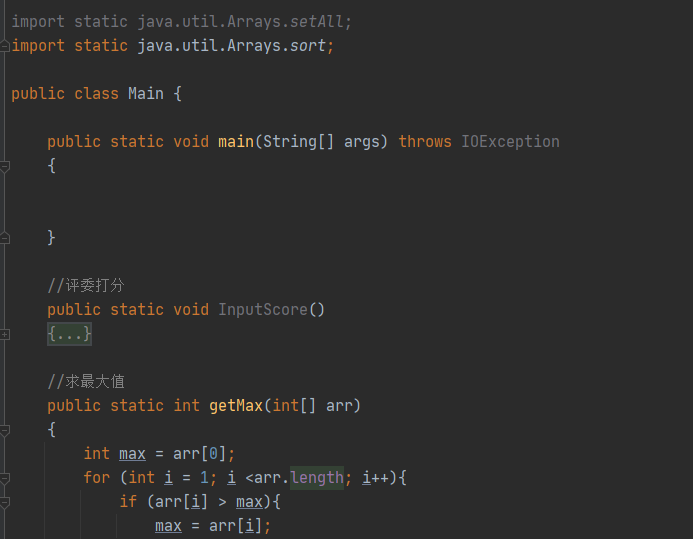 import static java.util.Arrays.setAll;
import static java.util.Arrays.sort;
public class Main {
public static void main(String[] args) throws IOException
{
}
//评委打分
public static void InputScore()
{...}
//求最大值
public static int getMax(int[] arr)
{
int max = arr[0];
for (int i = 1; i <arr.length; i++){
if (arr[i] > max){
max = arr[i];